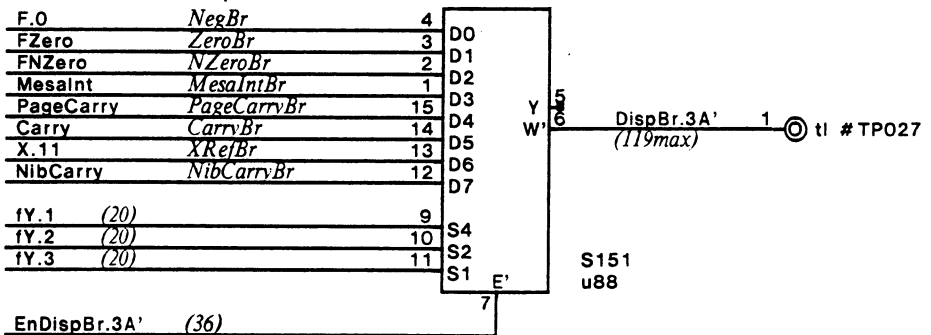 F.0 NegBr 4 D0
FZero ZeroBr 3 D1
FNZero NZeroBr 2 D2
MesaInt MesaIntBr 1 D3
PageCarry PageCarryBr 15 D4
Carry CarryBr 14 D5
X.11 XRefBr 13 D6
NibCarry NibCarryBr 12 D7
Y 5
W' 6 DispBr.3A' 1 tl #TP027
(119max)
fY.1 (20) 9 S4
fY.2 (20) 10 S2
fY.3 (20) 11 S1
E'
S151
u88
7
EnDispBr.3A' (36)